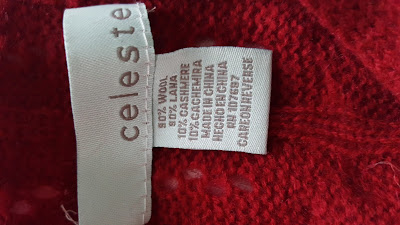 celeste
90% WOOL
90% LANA
10% CASHMERE
10% CACHEMIRA
MADE IN CHINA
HECHO EN CHINA
RN 107697
CARE ON REVERSE